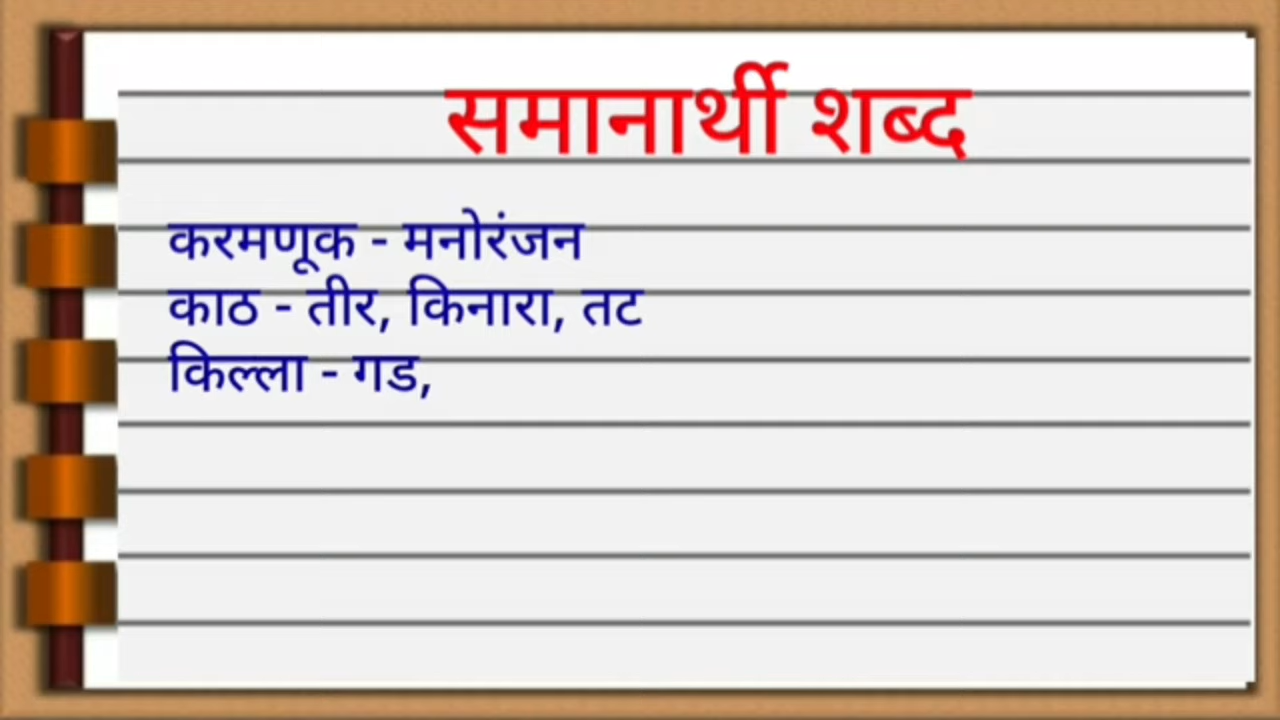 समानार्थी शब्द
करमणूक - मनोरंजन
काठ - तीर, किनारा, तट
किल्ला - गड,